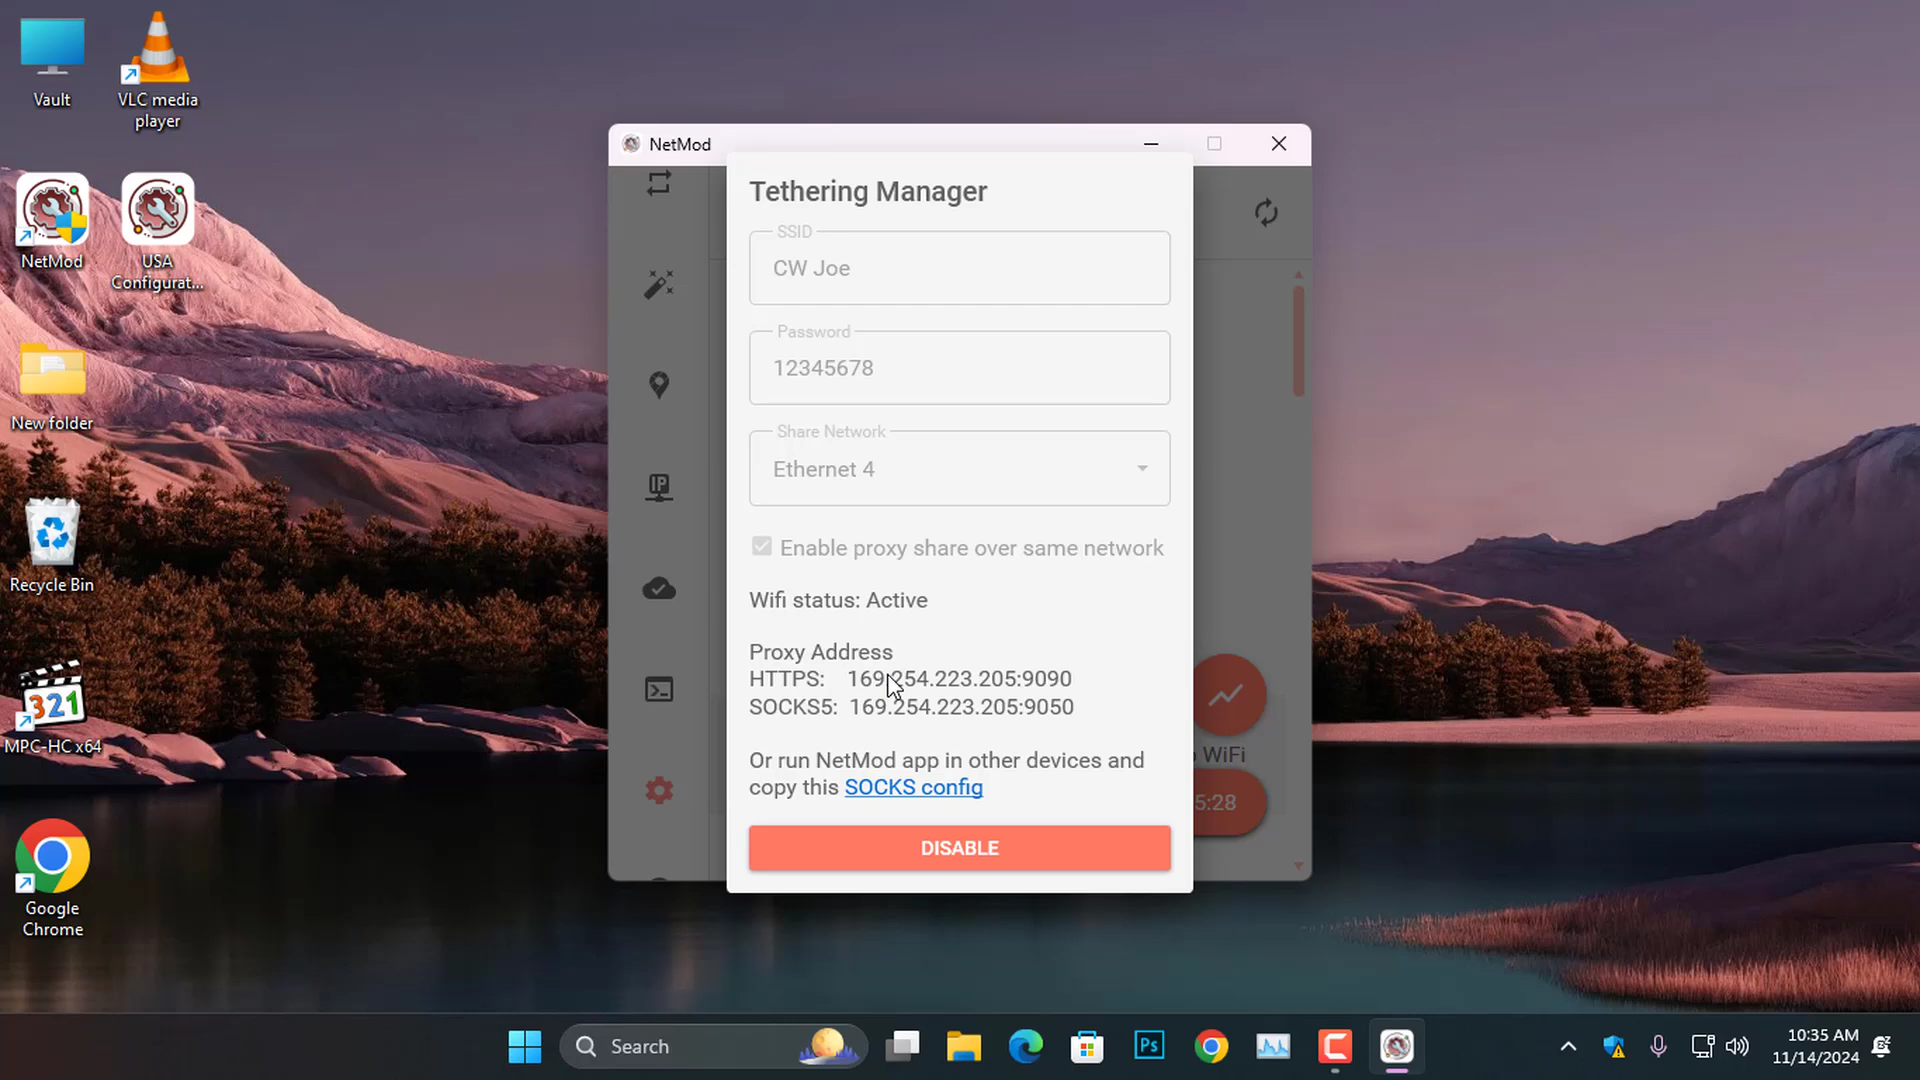 Vault
VLC media
player
NetMod
USA
Configurat...
New folder
Recycle Bin
321
MPC-HC x64
Google
Chrome
NetMod
Tethering Manager
SSID
CW Joe
Password
12345678
Share Network
Ethernet 4
Enable proxy share over same network
Wifi status: Active
Proxy Address
HTTPS: 169.254.223.205:9090
SOCKS5: 169.254.223.205:9050
Or run NetMod app in other devices and
copy this SOCKS config
DISABLE
WiFi
5:28
IP
Search
Ps
10:35 AM
11/14/2024